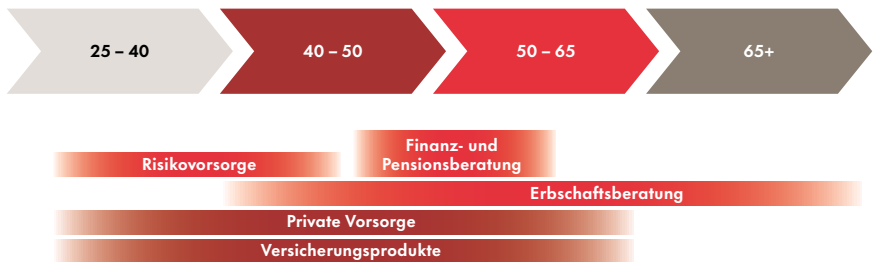 25 – 40
40 – 50
50 – 65
65+
Finanz- und
Pensionsberatung
Risikovorsorge
Erbschaftsberatung
Private Vorsorge
Versicherungsprodukte